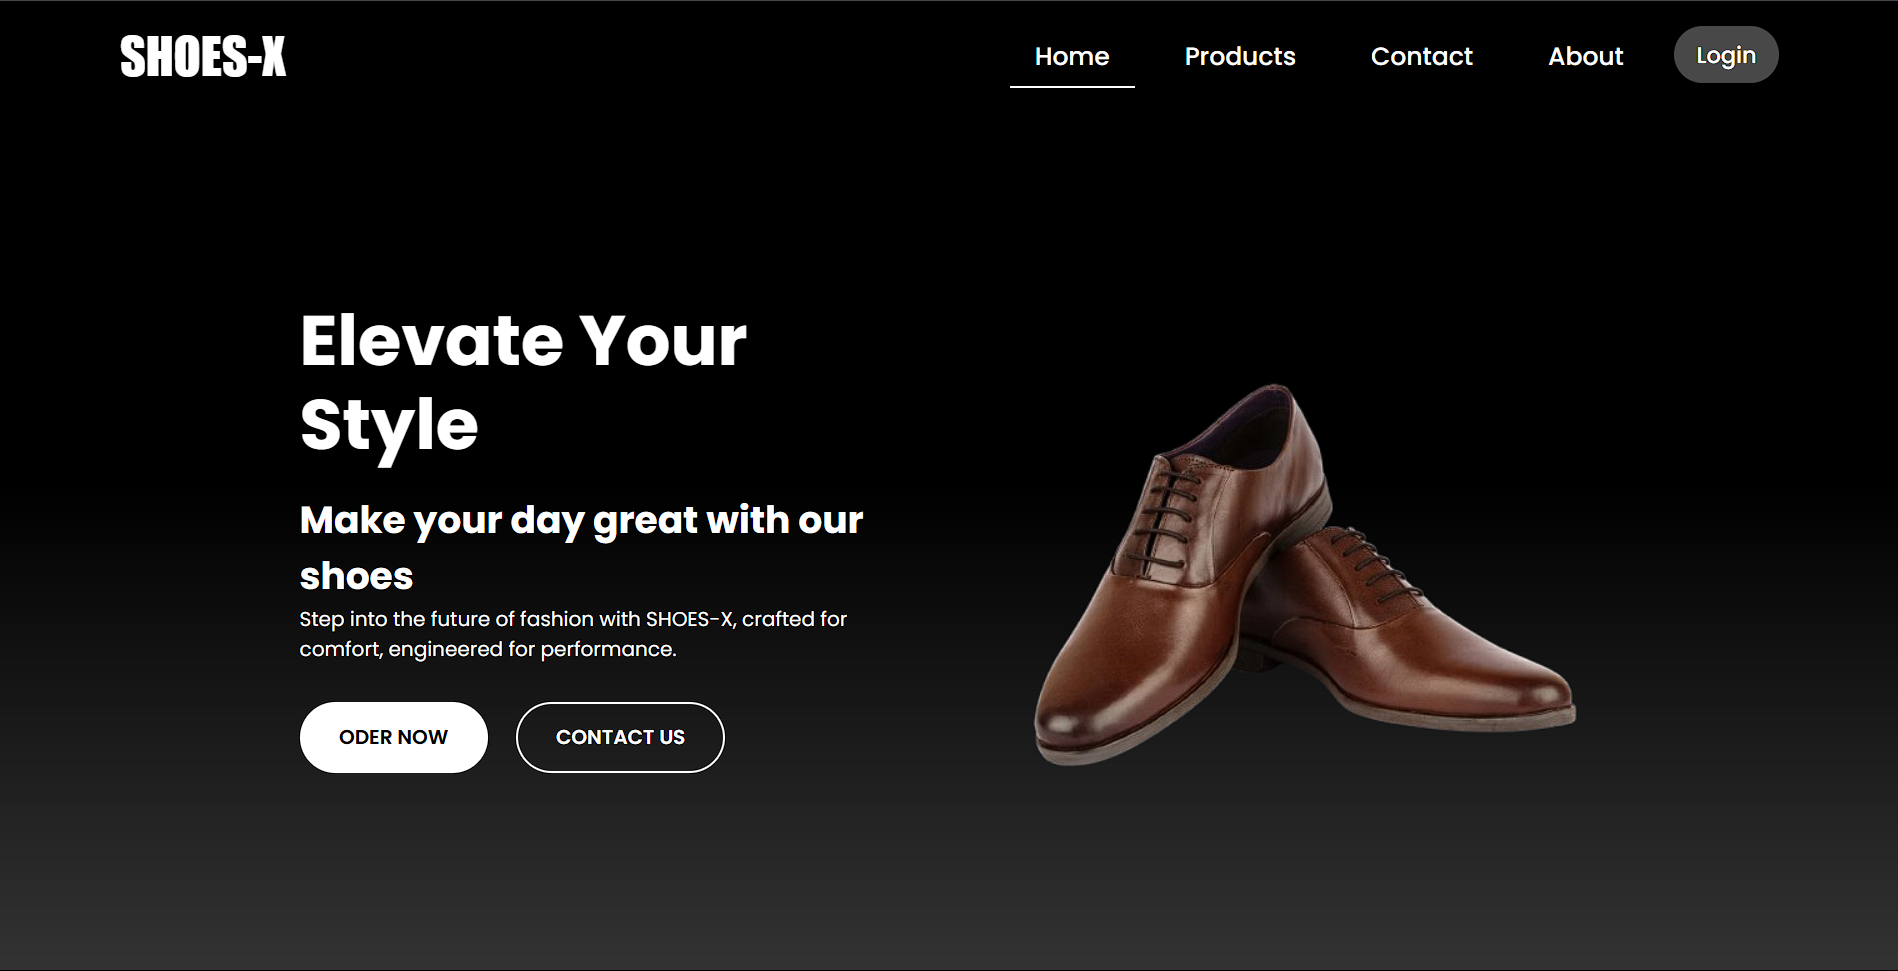 SHOES-X
Home
Products
Contact
About
Login
Elevate Your
Style
Make your day great with our
shoes
Step into the future of fashion with SHOES-X, crafted for
comfort, engineered for performance.
ODER NOW
CONTACT US